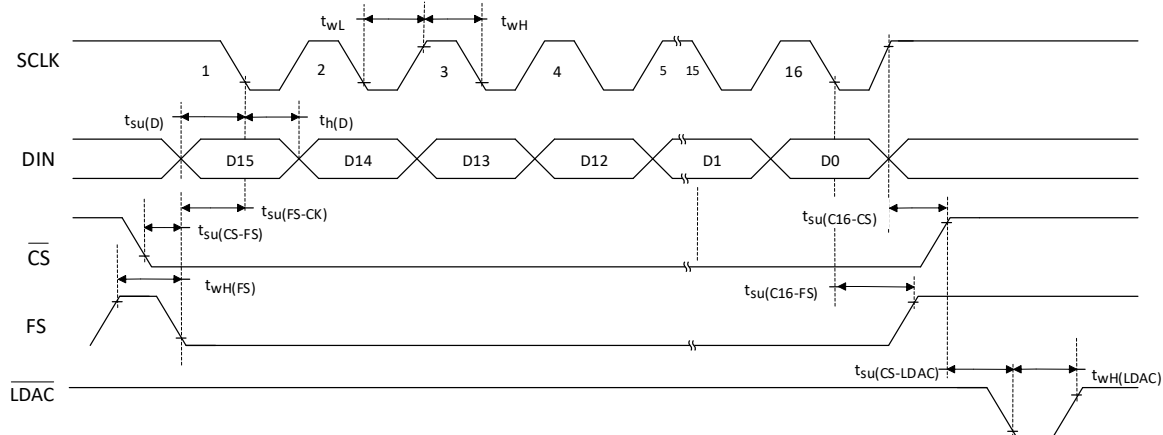 t_wL t_wH
SCLK 1 2 3 4 5 15 16
t_su(D) t_h(D)
DIN D15 D14 D13 D12 D1 D0
t_su(FS-CK)
t_su(C16-CS)
t_su(CS-FS)
C̅S̅
t_wH(FS) t_su(C16-FS)
FS
t_su(CS-LDAC) t_wH(LDAC)
L̅D̅A̅C̅